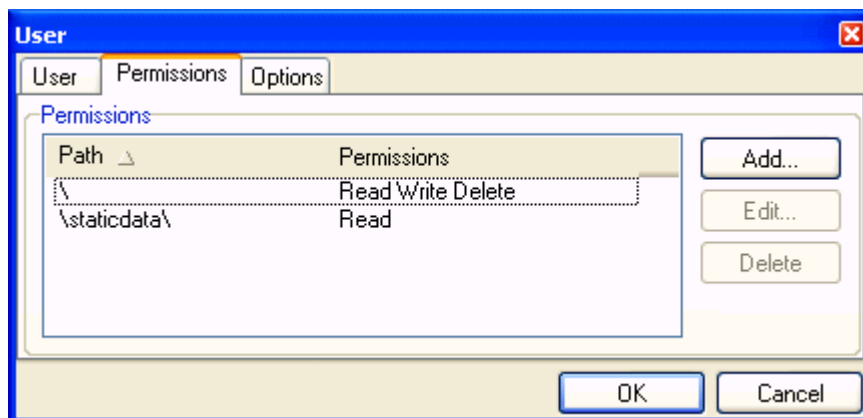 User
User Permissions Options
Permissions
Path Permissions Add...
\ Read Write Delete
\staticdata\ Read Edit...
Delete
OK Cancel